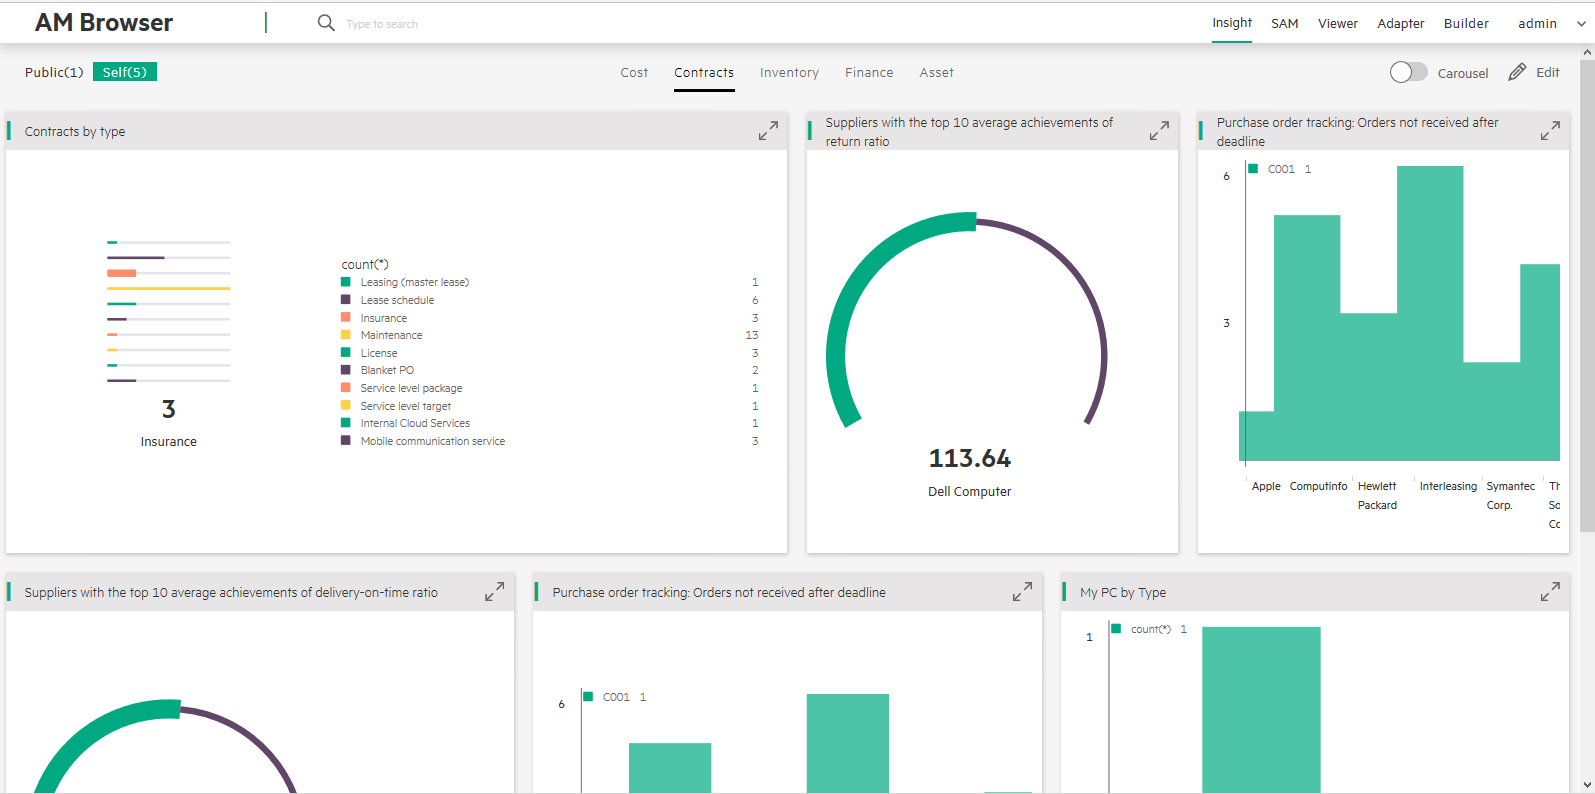 AM Browser
Type to search
Insight SAM Viewer Adapter Builder admin
Public(1) Self(5)
Cost Contracts Inventory Finance Asset
Carousel Edit
Contracts by type
count(*)
Leasing (master lease) 1
Lease schedule 6
Insurance 3
Maintenance 13
License 3
Blanket PO 2
Service level package 1
Service level target 1
Internal Cloud Services 1
Mobile communication service 3
3
Insurance
Suppliers with the top 10 average achievements of
return ratio
113.64
Dell Computer
Purchase order tracking: Orders not received after
deadline
C001 1
6
3
Apple Computinfo Hewlett Interleasing Symantec Th
Packard Corp. So
Cc
Suppliers with the top 10 average achievements of delivery-on-time ratio
Purchase order tracking: Orders not received after deadline
C001 1
6
My PC by Type
count(*) 1
1